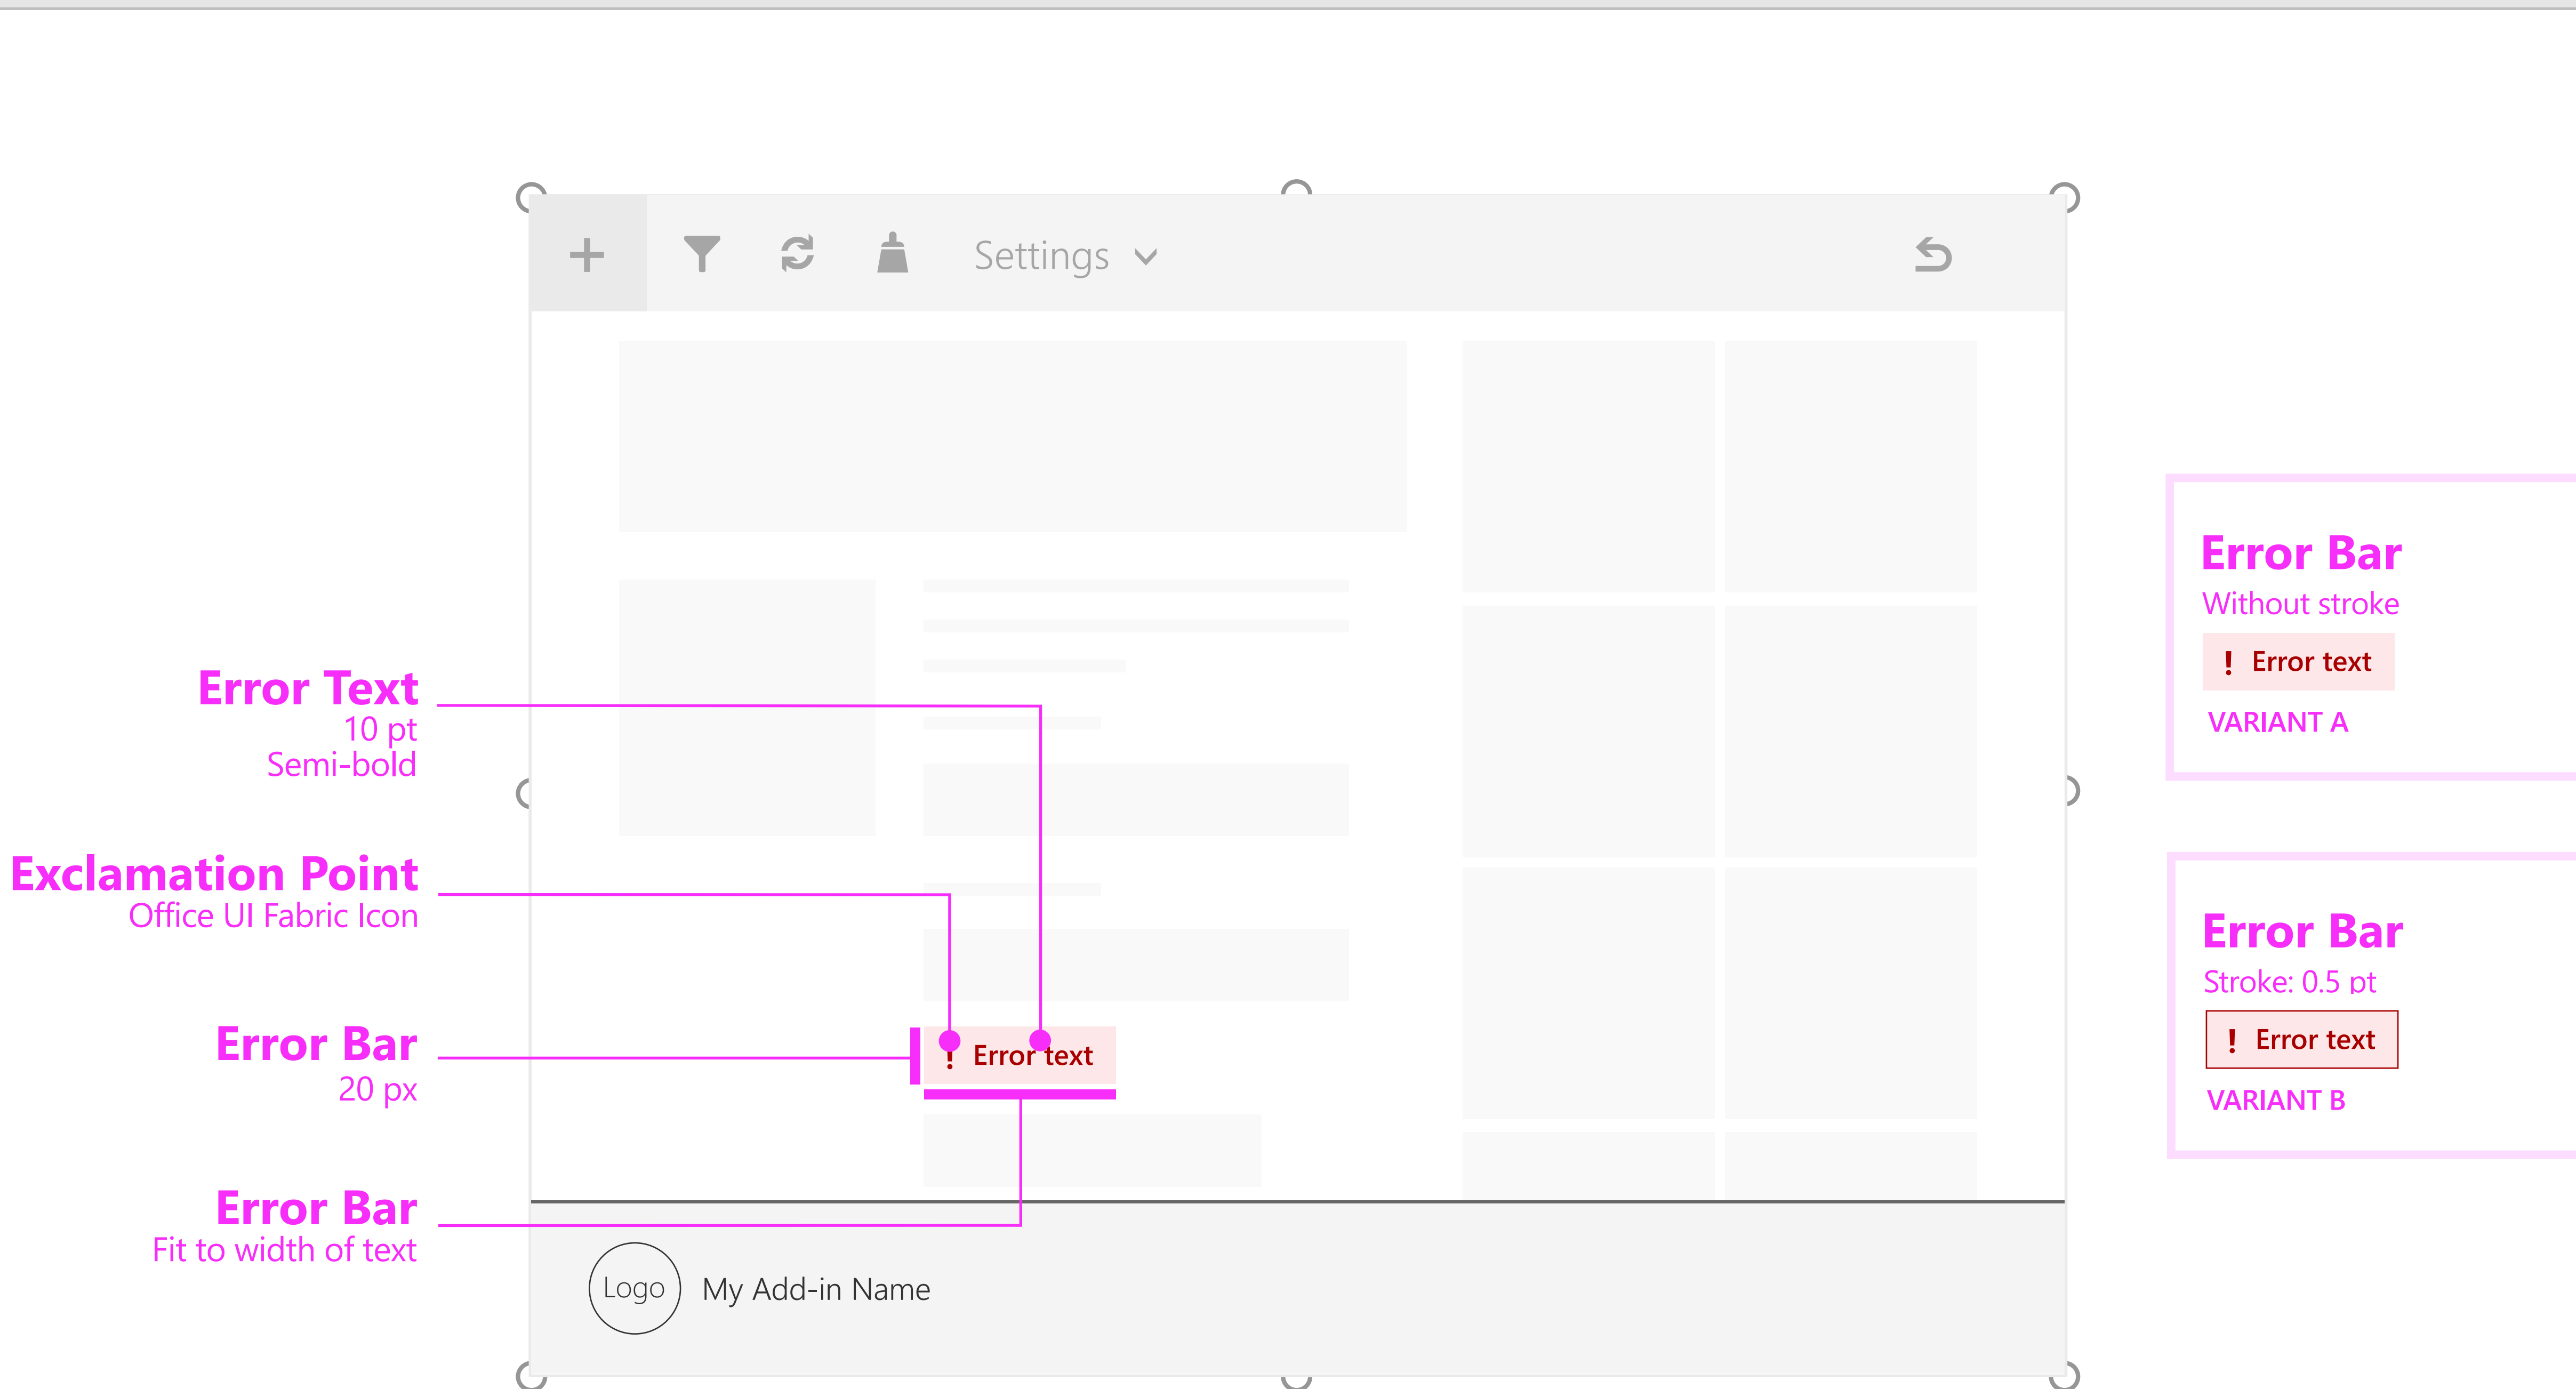 Settings
Error Text
10 pt
Semi-bold
Exclamation Point
Office UI Fabric Icon
Error Bar
20 px
Error Bar
Fit to width of text
! Error text
Logo
My Add-in Name
Error Bar
Without stroke
! Error text
VARIANT A
Error Bar
Stroke: 0.5 pt
! Error text
VARIANT B